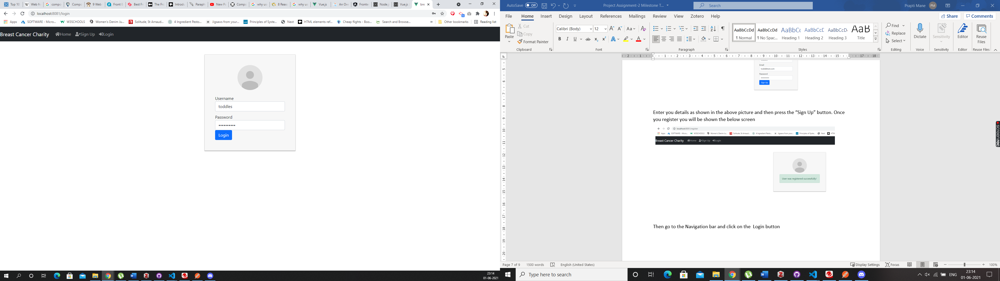 Top 10
Web fr
compa
Compa
9 Web
Front E
Best Fr
The Fro
Introdu
Paraph
New Pa
Compo
why us
8 Reaso
why us
Vue.js
An Ove
Fronte
Node.j
Vue.js
bre
localhost:8081/login
Apps SOFTWARE - Micro... W3SCHOOLS Women's Denim Ju... Solitude, St Arnaud... 4 Ingredient Pesto... Jigsaws from your... Principles of Syste... Next HTML elements ref... Cheap flights - Boo... Search and Browse... » Other bookmarks Reading list
Breast Cancer Charity Home Sign Up Login
Username
toddles
Password
••••••••••
Login
23:14
01-06-2021
AutoSave Off Project Assignment-2 Milestone T... Search Prapti Mane PM
File Home Insert Design Layout References Mailings Review View Zotero Help Share Comments
Paste
Cut
Copy
Format Painter
Clipboard
Calibri (Body) 12
Font
Paragraph
AaBbCcDd AaBbCcDd AaBbCc AaBbCcD AaBbCcD AaB
¶ Normal ¶ No Spac... Heading 1 Heading 2 Heading 3 Title
Styles
Find
Replace
Select
Editing
Dictate
Voice
Sensitivity
Sensitivity
Editor
Editor
Reuse
Files
Reuse Files
Email
todd@test.com
Password
••••••••••
Sign Up
Enter you details as shown in the above picture and then press the “Sign Up” button. Once
you register you will be shown the below screen
localhost:8081/register
Apps SOFTWARE - Micro... W3SCHOOLS Women's Denim Ju... Solitude, St Arnaud... 4 Ingredient Pesto... Jigsaws from your... Principles of Syste... Next HTM
Breast Cancer Charity Home Sign Up Login
User was registered successfully!
Then go to the Navigation bar and click on the  Login button
screenrec
Page 7 of 9 1500 words English (United States) Display Settings Focus 100%
Type here to search
ENG
23:14
01-06-2021